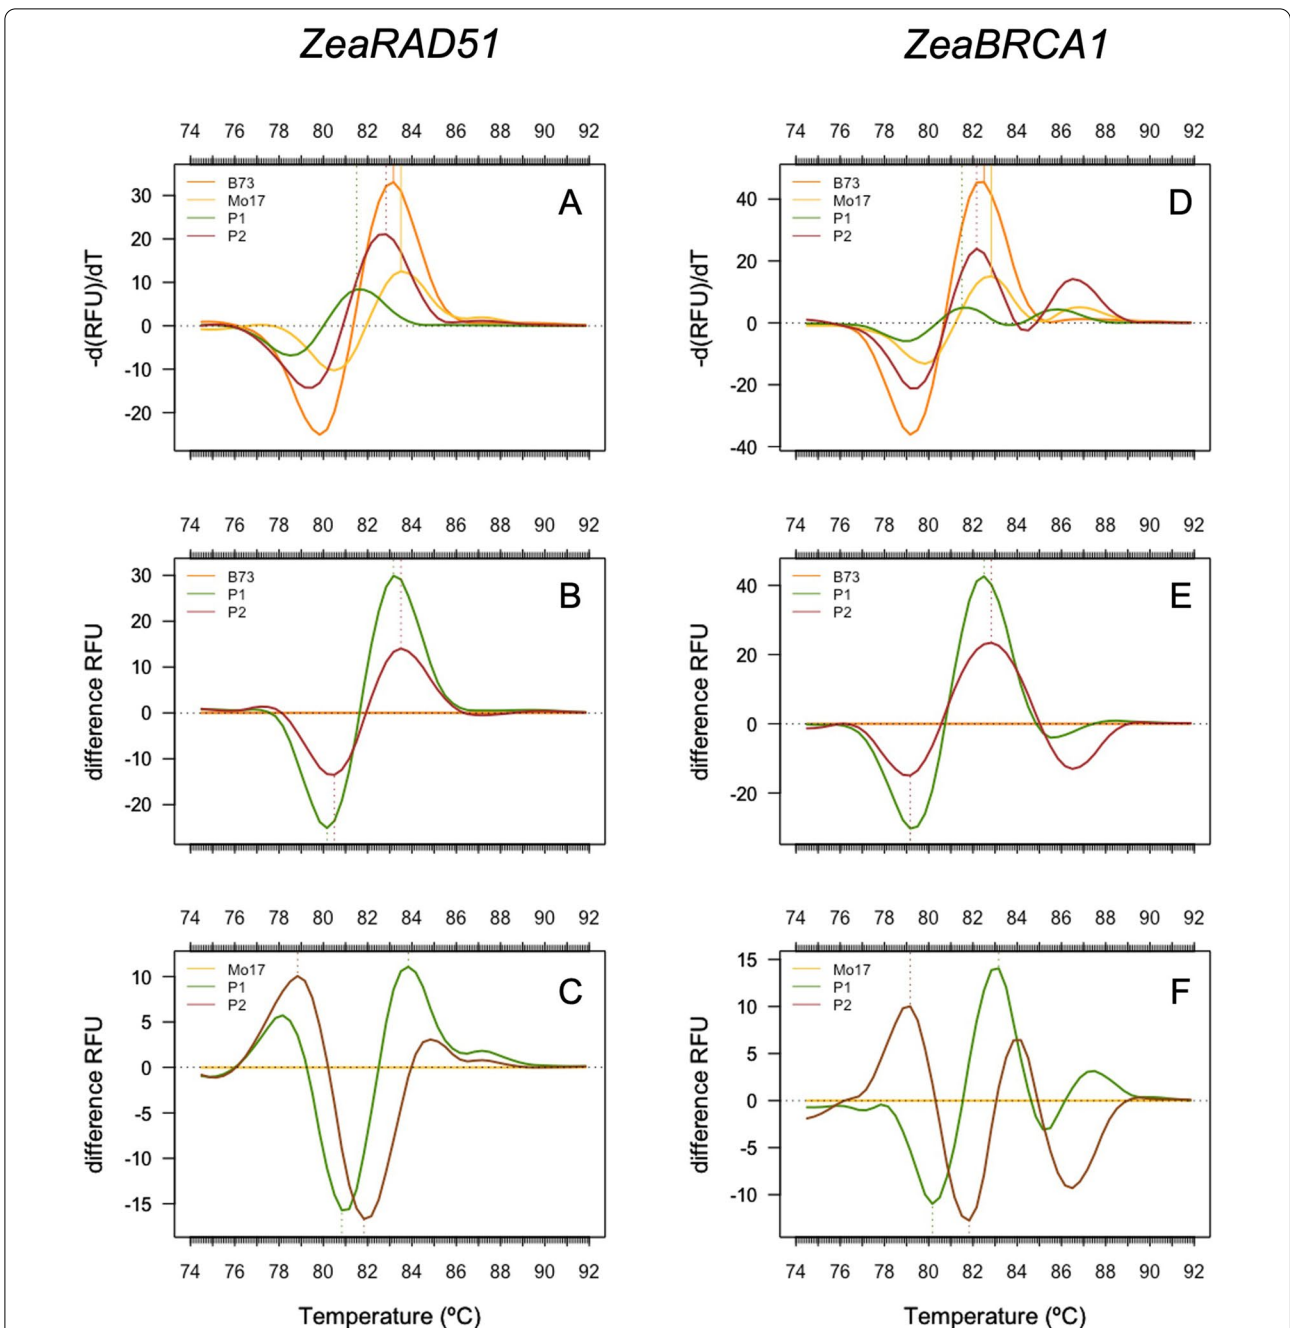 ZeaRAD51
ZeaBRCA1
74 76 78 80 82 84 86 88 90 92
30
20
10
0
-10
-20
-d(RFU)/dT
B73
Mo17
P1
P2
A
74 76 78 80 82 84 86 88 90 92
40
20
0
-20
-40
-d(RFU)/dT
B73
Mo17
P1
P2
D
74 76 78 80 82 84 86 88 90 92
30
20
10
0
-10
-20
difference RFU
B73
P1
P2
B
74 76 78 80 82 84 86 88 90 92
40
20
0
-20
difference RFU
B73
P1
P2
E
74 76 78 80 82 84 86 88 90 92
10
5
0
-5
-10
-15
difference RFU
Mo17
P1
P2
C
74 76 78 80 82 84 86 88 90 92
Temperature (ºC)
74 76 78 80 82 84 86 88 90 92
15
10
5
0
-5
-10
difference RFU
Mo17
P1
P2
F
74 76 78 80 82 84 86 88 90 92
Temperature (ºC)